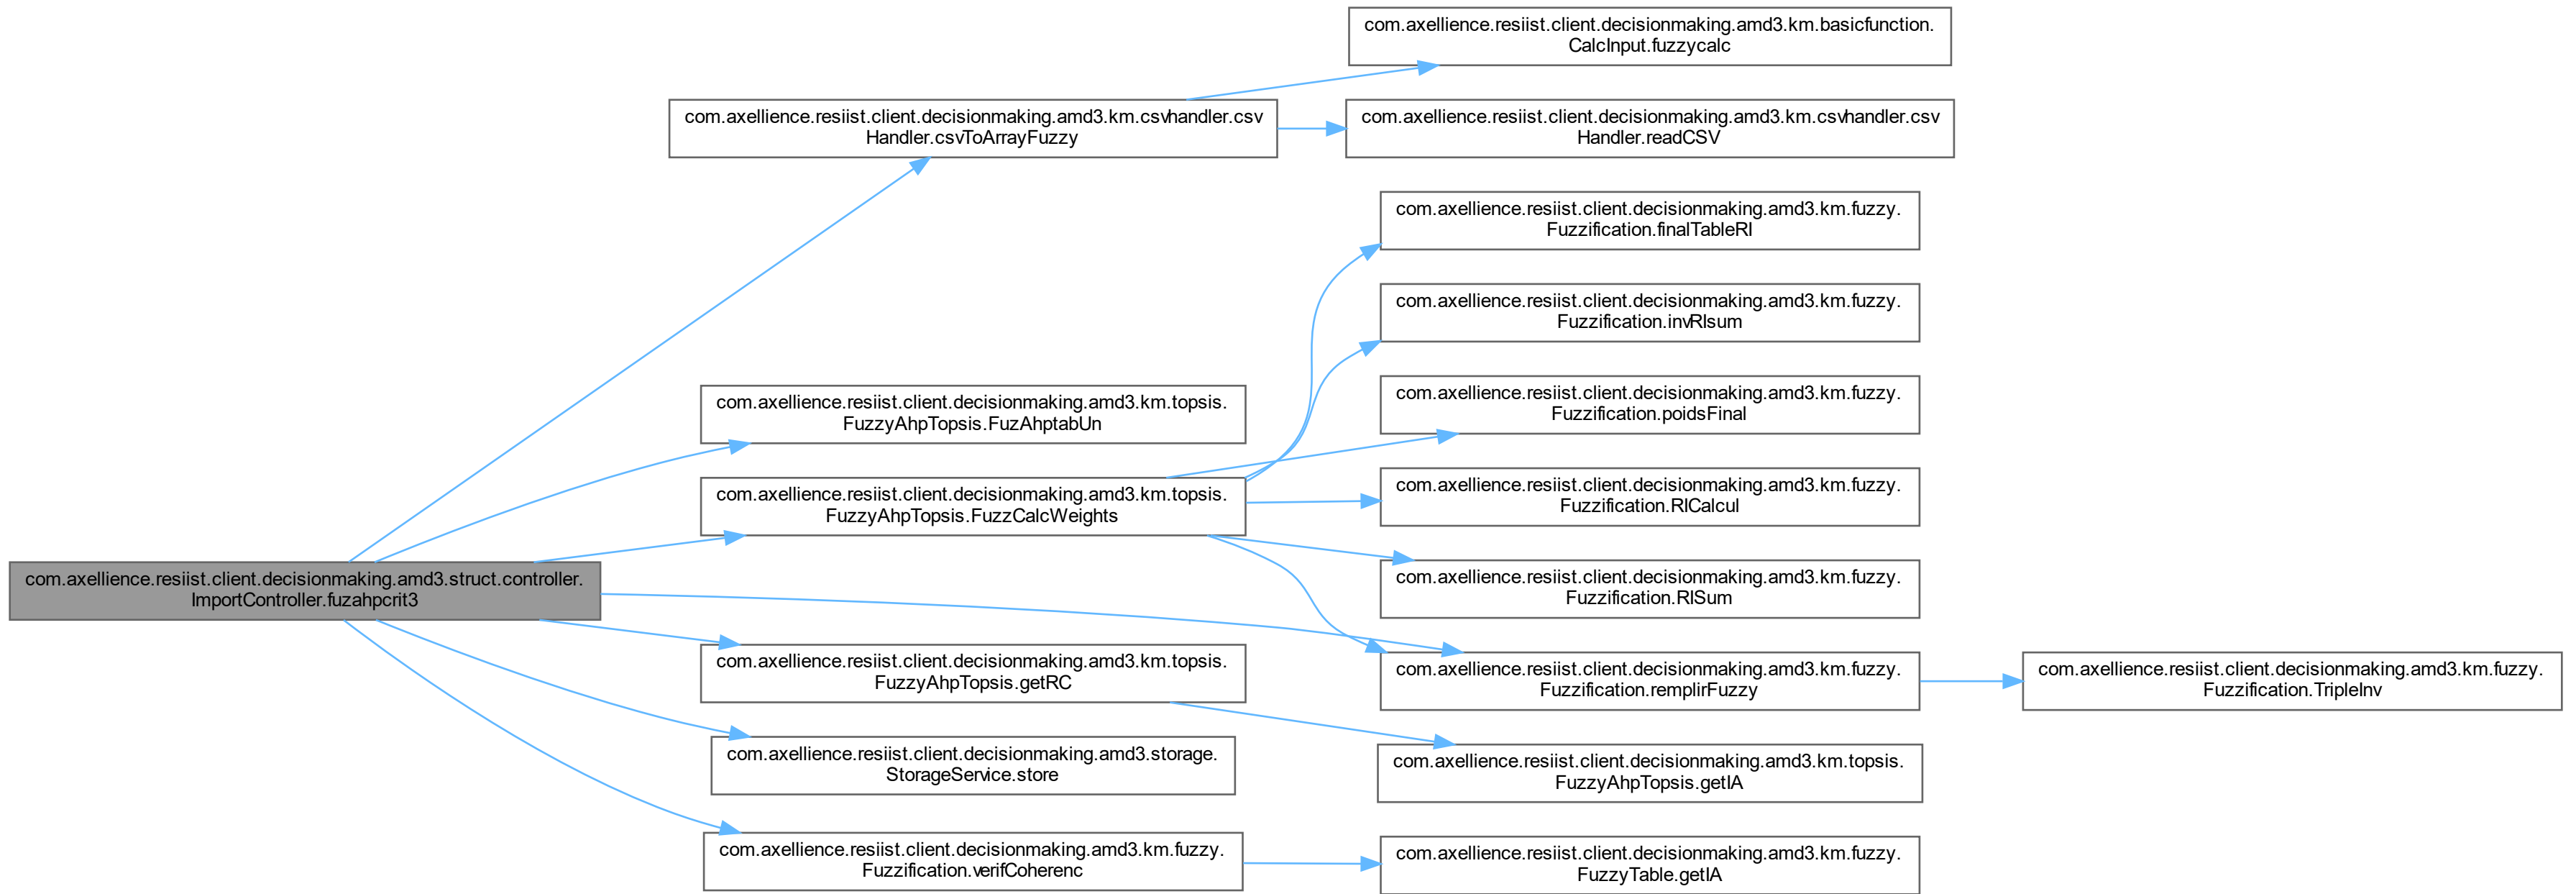 com.axellience.resiist.client.decisionmaking.amd3.km.basicfunction.
CalcInput.fuzzycalc
com.axellience.resiist.client.decisionmaking.amd3.km.csvhandler.csv
Handler.csvToArrayFuzzy
com.axellience.resiist.client.decisionmaking.amd3.km.csvhandler.csv
Handler.readCSV
com.axellience.resiist.client.decisionmaking.amd3.km.fuzzy.
Fuzzification.finalTableRI
com.axellience.resiist.client.decisionmaking.amd3.km.fuzzy.
Fuzzification.invRIsum
com.axellience.resiist.client.decisionmaking.amd3.km.topsis.
FuzzyAhpTopsis.FuzAhptabUn
com.axellience.resiist.client.decisionmaking.amd3.km.fuzzy.
Fuzzification.poidsFinal
com.axellience.resiist.client.decisionmaking.amd3.km.topsis.
FuzzyAhpTopsis.FuzzCalcWeights
com.axellience.resiist.client.decisionmaking.amd3.km.fuzzy.
Fuzzification.RICalcul
com.axellience.resiist.client.decisionmaking.amd3.struct.controller.
ImportController.fuzahpcrit3
com.axellience.resiist.client.decisionmaking.amd3.km.fuzzy.
Fuzzification.RISum
com.axellience.resiist.client.decisionmaking.amd3.km.topsis.
FuzzyAhpTopsis.getRC
com.axellience.resiist.client.decisionmaking.amd3.km.fuzzy.
Fuzzification.remplirFuzzy
com.axellience.resiist.client.decisionmaking.amd3.km.fuzzy.
Fuzzification.TripleInv
com.axellience.resiist.client.decisionmaking.amd3.storage.
StorageService.store
com.axellience.resiist.client.decisionmaking.amd3.km.topsis.
FuzzyAhpTopsis.getIA
com.axellience.resiist.client.decisionmaking.amd3.km.fuzzy.
Fuzzification.verifCoherenc
com.axellience.resiist.client.decisionmaking.amd3.km.fuzzy.
FuzzyTable.getIA